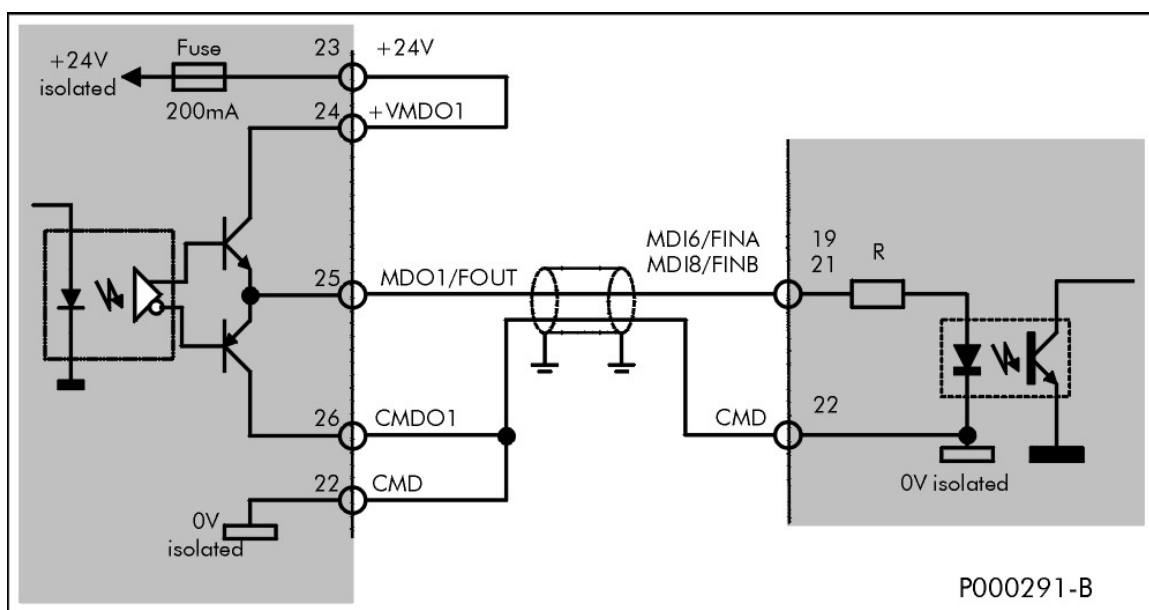 Fuse
23
+24V
+24V
isolated
200mA
24
+VMDO1
MDI6/FINA
19
MDI8/FINB
21
R
25
MDO1/FOUT
26
CMDO1
CMD
22
22
CMD
0V
isolated
0V isolated
P000291-B